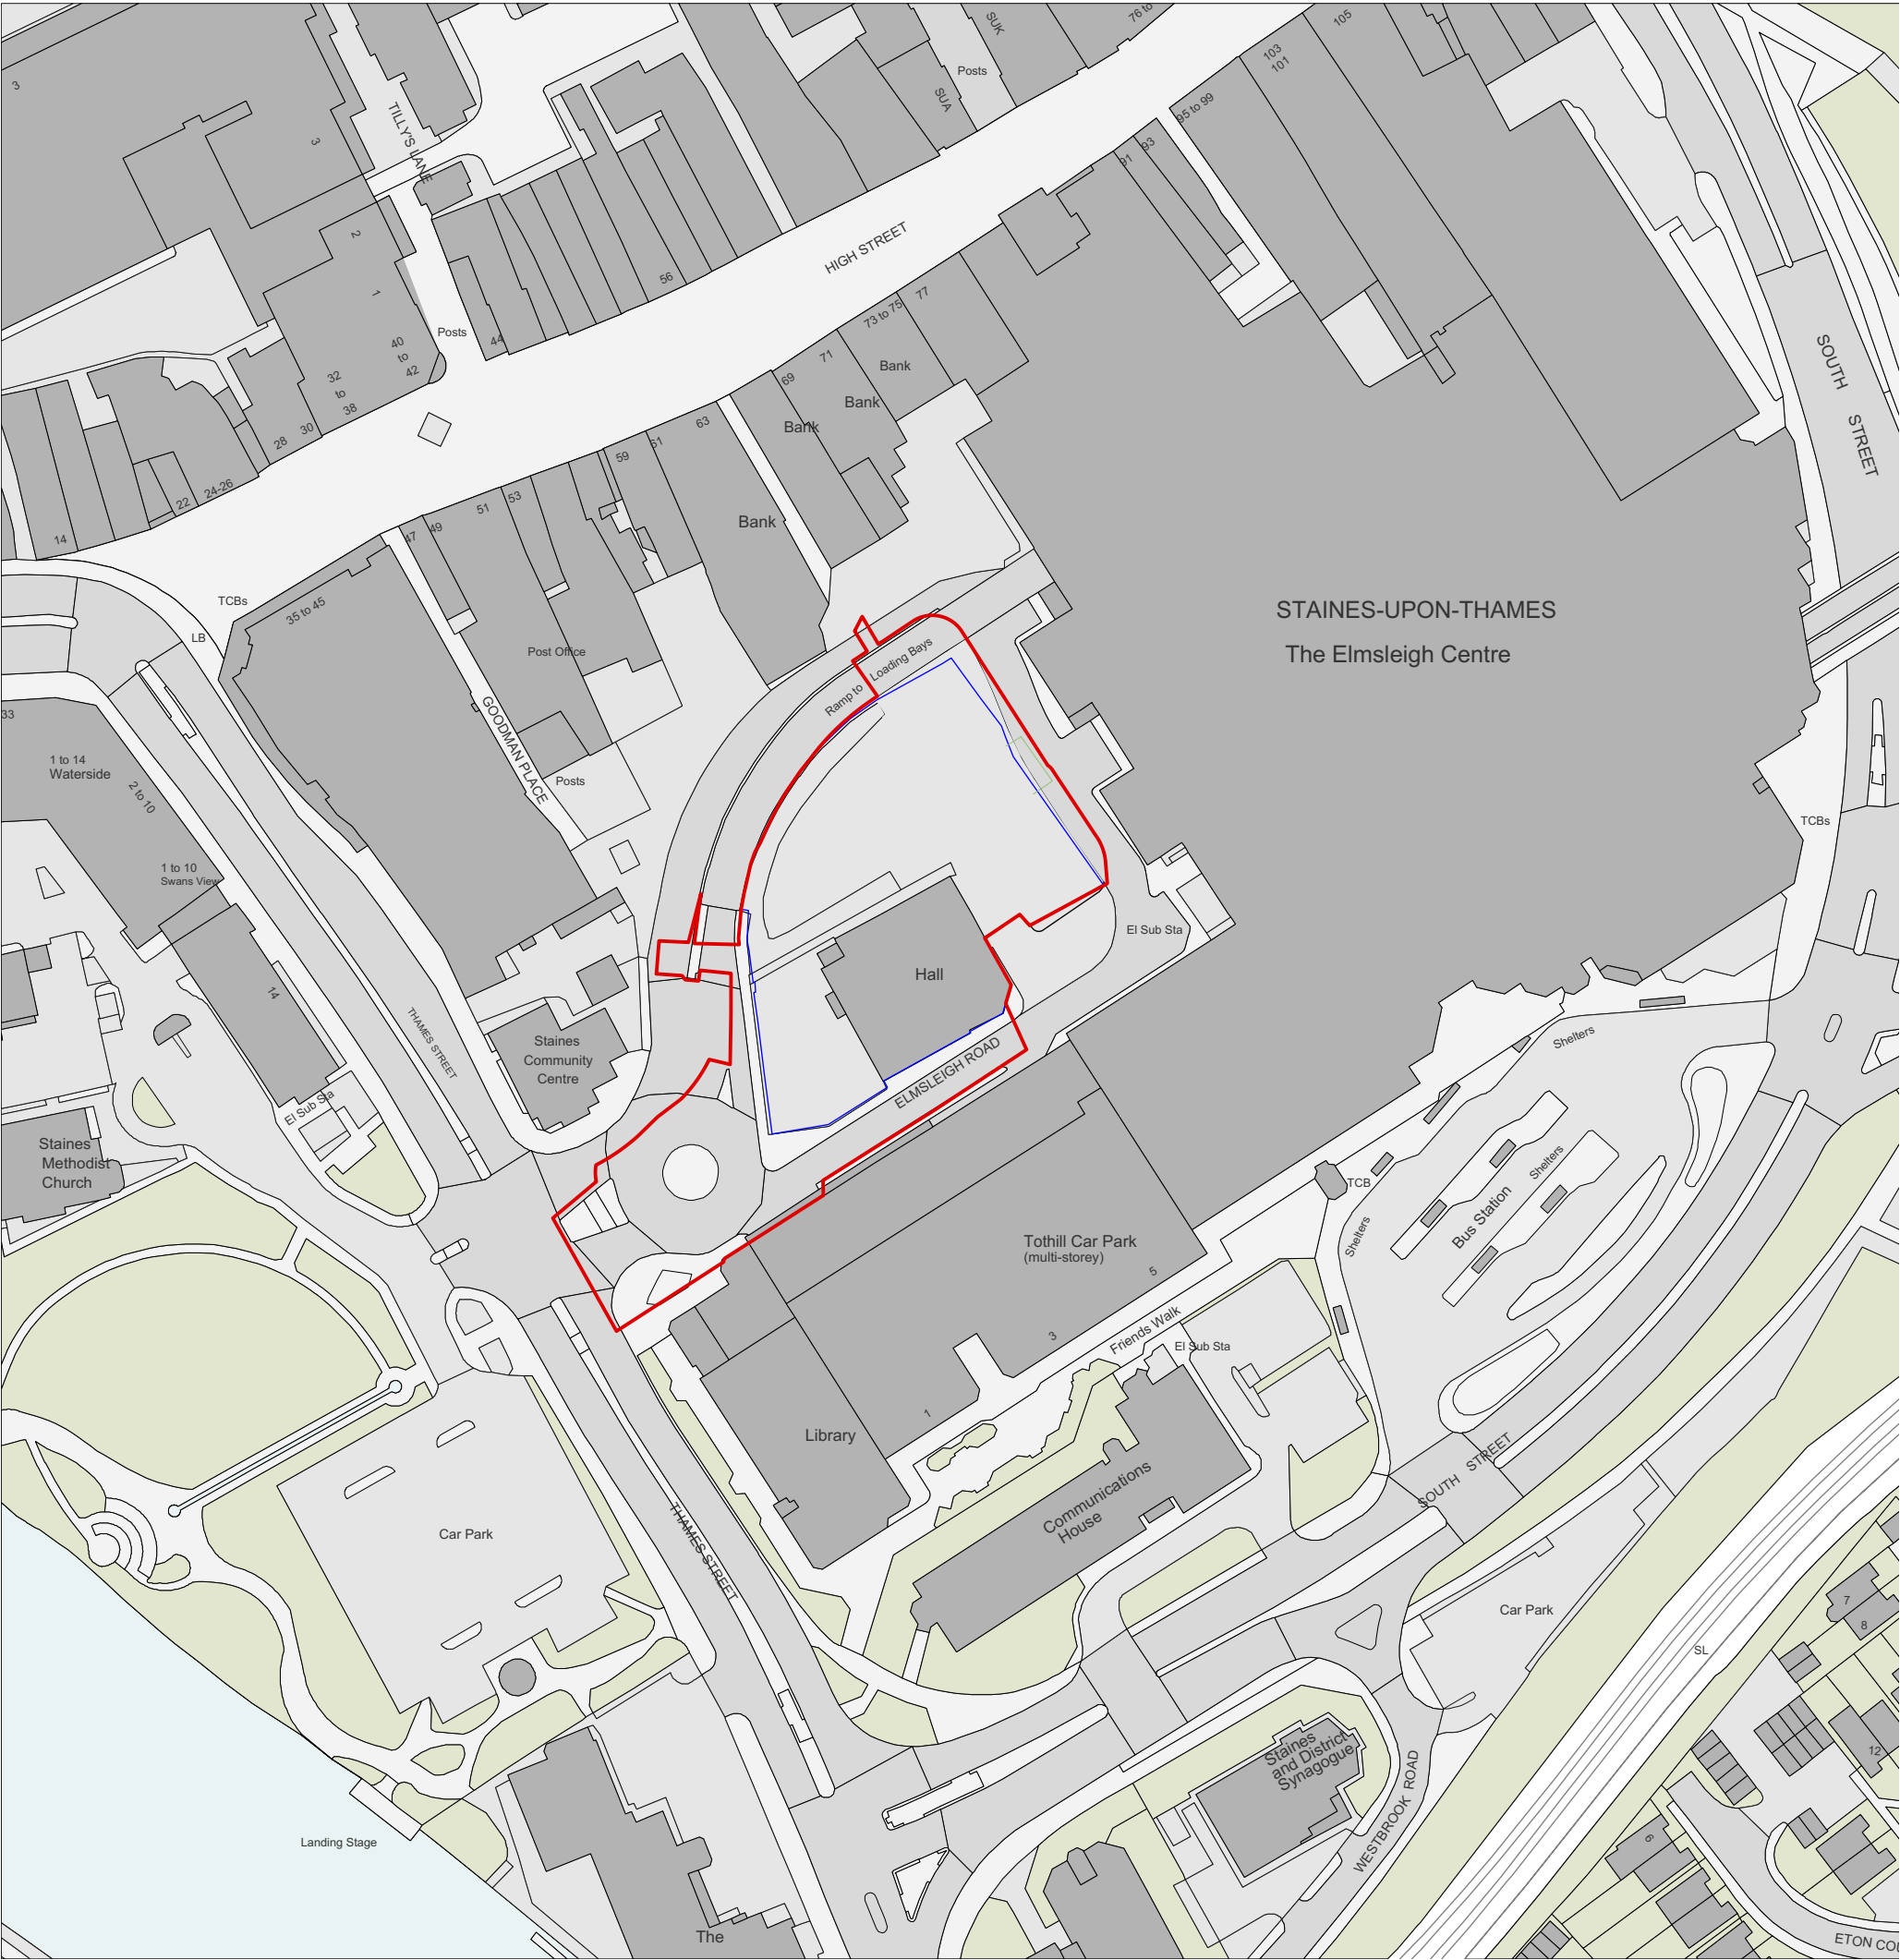 SUK
76 to
105
103
101
3
Posts
SUA
95 to 99
TILLY'S LANE
3
93
91
2
HIGH STREET
56
1
77
73 to 75
Posts
44
40
to
42
71
Bank
SOUTH STREET
32
to
38
69
Bank
28
30
63
Bank
61
59
24-26
22
53
51
Bank
49
47
14
TCBs
35 to 45
LB
STAINES-UPON-THAMES
The Elmsleigh Centre
Post Office
Ramp to Loading Bays
GOODMAN PLACE
33
1 to 14
Waterside
2 to 10
Posts
TCBs
1 to 10
Swans View
El Sub Sta
Hall
14
THAMES STREET
Staines
Community
Centre
Shelters
ELMSLEIGH ROAD
El Sub Sta
Staines
Methodist
Church
TCB
Shelters
Bus Station
Shelters
Tothill Car Park
(multi-storey)
5
3
Friends Walk
El Sub Sta
1
Library
SOUTH STREET
Communications
House
THAMES STREET
Car Park
Car Park
7
8
SL
12
Staines
and District
Synagogue
WESTBROOK ROAD
6
Landing Stage
The
ETON CO